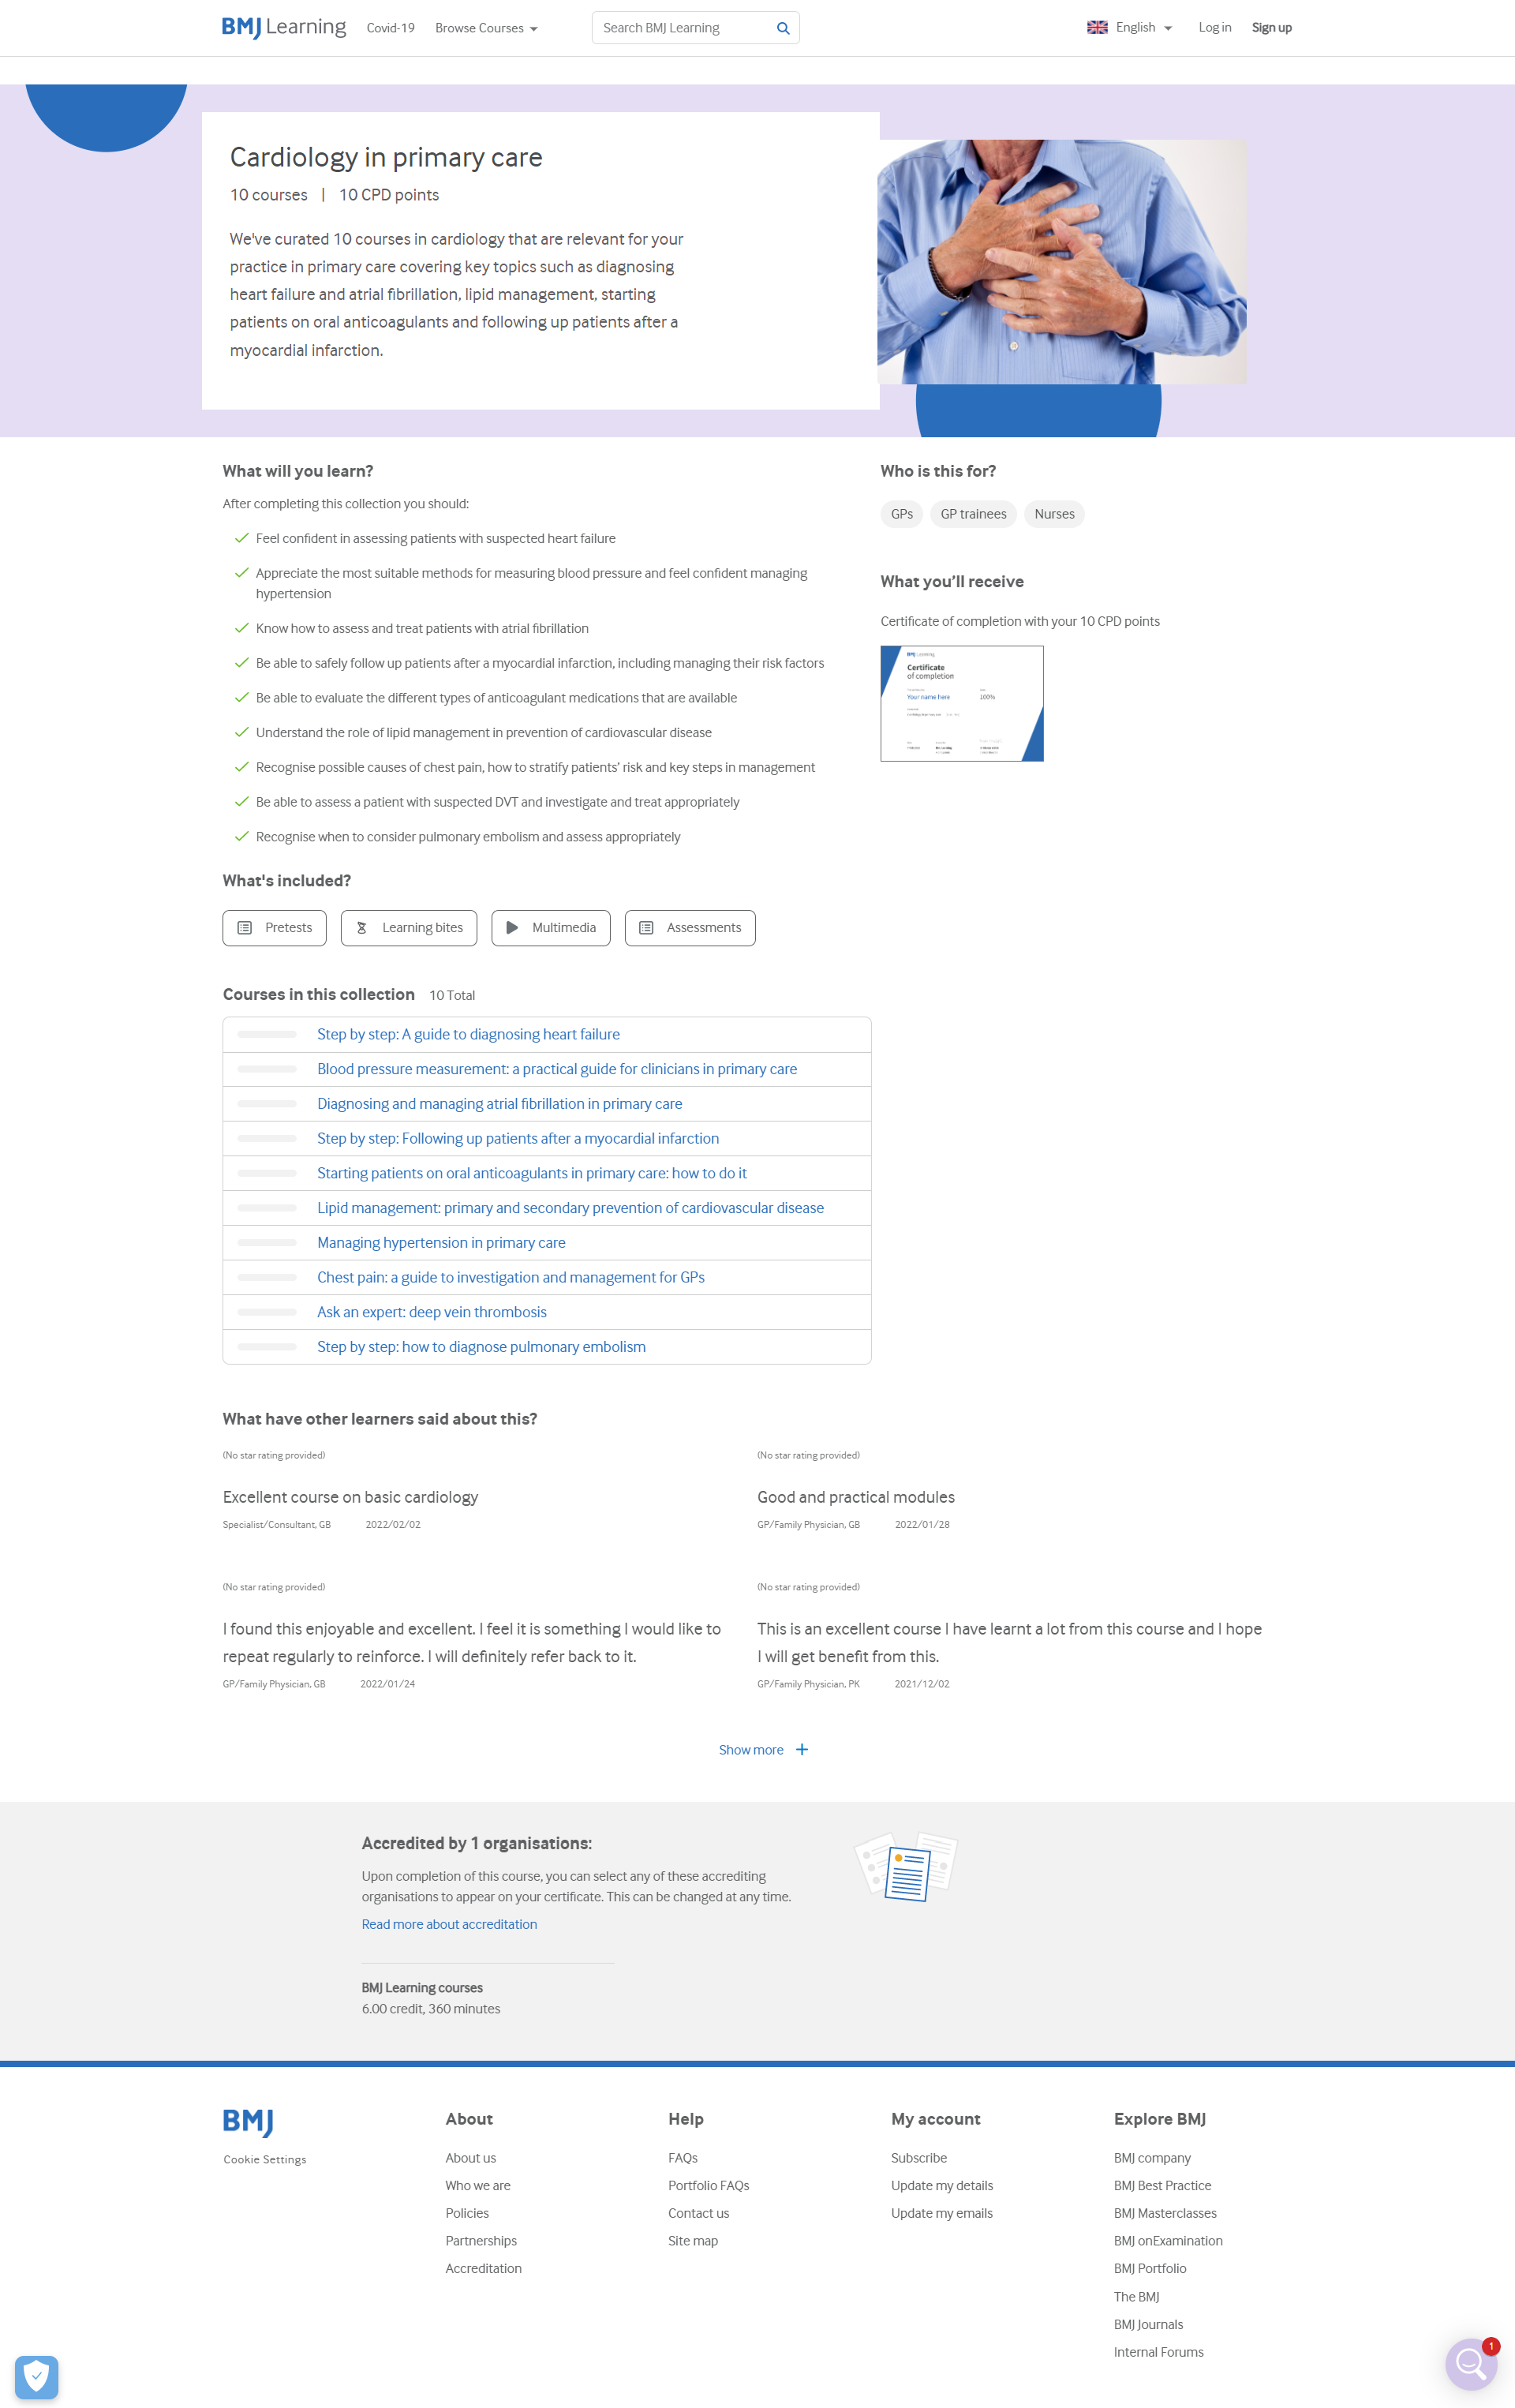 BMJ Learning
Covid-19
Browse Courses
Search BMJ Learning
English
Log in
Sign up
Cardiology in primary care
10 courses | 10 CPD points
We've curated 10 courses in cardiology that are relevant for your
practice in primary care covering key topics such as diagnosing
heart failure and atrial fibrillation, lipid management, starting
patients on oral anticoagulants and following up patients after a
myocardial infarction.
What will you learn?
After completing this collection you should:
Feel confident in assessing patients with suspected heart failure
Appreciate the most suitable methods for measuring blood pressure and feel confident managing
hypertension
Know how to assess and treat patients with atrial fibrillation
Be able to safely follow up patients after a myocardial infarction, including managing their risk factors
Be able to evaluate the different types of anticoagulant medications that are available
Understand the role of lipid management in prevention of cardiovascular disease
Recognise possible causes of chest pain, how to stratify patients' risk and key steps in management
Be able to assess a patient with suspected DVT and investigate and treat appropriately
Recognise when to consider pulmonary embolism and assess appropriately
Who is this for?
GPs
GP trainees
Nurses
What you'll receive
Certificate of completion with your 10 CPD points
BMJ Learning
Certificate
of completion
Your name here
100%
What's included?
Pretests
Learning bites
Multimedia
Assessments
Courses in this collection 10 Total
Step by step: A guide to diagnosing heart failure
Blood pressure measurement: a practical guide for clinicians in primary care
Diagnosing and managing atrial fibrillation in primary care
Step by step: Following up patients after a myocardial infarction
Starting patients on oral anticoagulants in primary care: how to do it
Lipid management: primary and secondary prevention of cardiovascular disease
Managing hypertension in primary care
Chest pain: a guide to investigation and management for GPs
Ask an expert: deep vein thrombosis
Step by step: how to diagnose pulmonary embolism
What have other learners said about this?
(No star rating provided)
Excellent course on basic cardiology
Specialist/Consultant, GB 2022/02/02
(No star rating provided)
Good and practical modules
GP/Family Physician, GB 2022/01/28
(No star rating provided)
I found this enjoyable and excellent. I feel it is something I would like to
repeat regularly to reinforce. I will definitely refer back to it.
GP/Family Physician, GB 2022/01/24
(No star rating provided)
This is an excellent course I have learnt a lot from this course and I hope
I will get benefit from this.
GP/Family Physician, PK 2021/12/02
Show more
Accredited by 1 organisations:
Upon completion of this course, you can select any of these accrediting
organisations to appear on your certificate. This can be changed at any time.
Read more about accreditation
BMJ Learning courses
6.00 credit, 360 minutes
BMJ
Cookie Settings
About
About us
Who we are
Policies
Partnerships
Accreditation
Help
FAQs
Portfolio FAQs
Contact us
Site map
My account
Subscribe
Update my details
Update my emails
Explore BMJ
BMJ company
BMJ Best Practice
BMJ Masterclasses
BMJ onExamination
BMJ Portfolio
The BMJ
BMJ Journals
Internal Forums
1